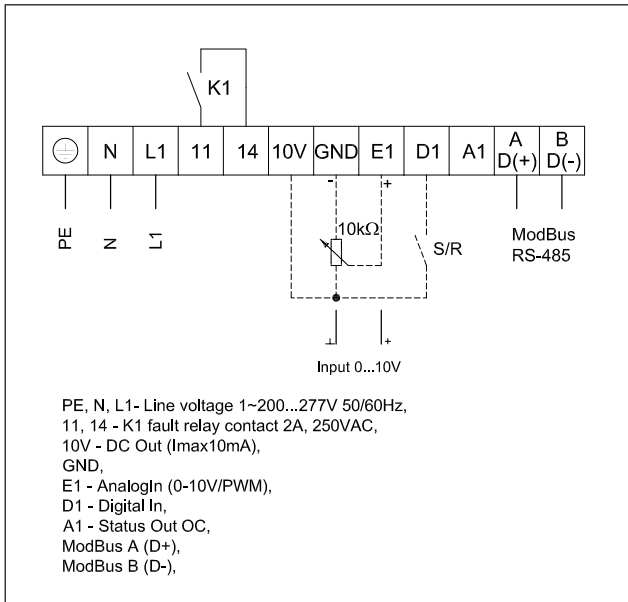 K1
N L1 11 14 10V GND E1 D1 A1 A D(+) B D(-)
- +
PE N L1
10kΩ
S/R
ModBus
RS-485
⊥ +
Input 0...10V
PE, N, L1- Line voltage 1~200...277V 50/60Hz,
11, 14 - K1 fault relay contact 2A, 250VAC,
10V - DC Out (Imax10mA),
GND,
E1 - AnalogIn (0-10V/PWM),
D1 - Digital In,
A1 - Status Out OC,
ModBus A (D+),
ModBus B (D-),